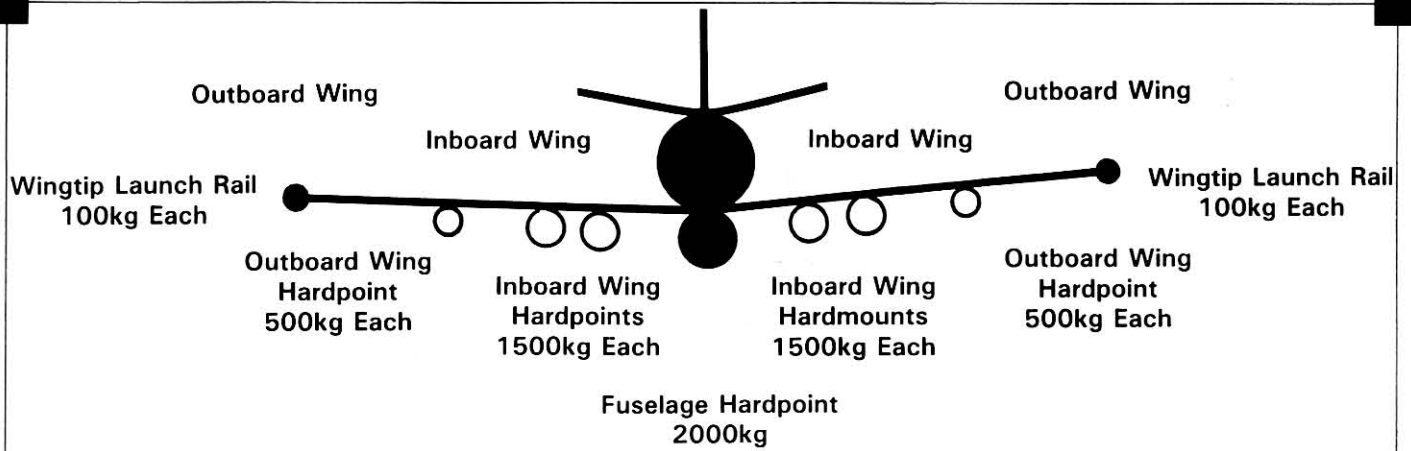 Outboard Wing
Outboard Wing
Inboard Wing
Inboard Wing
Wingtip Launch Rail
100kg Each
Wingtip Launch Rail
100kg Each
Outboard Wing
Hardpoint
500kg Each
Inboard Wing
Hardpoints
1500kg Each
Inboard Wing
Hardmounts
1500kg Each
Outboard Wing
Hardpoint
500kg Each
Fuselage Hardpoint
2000kg